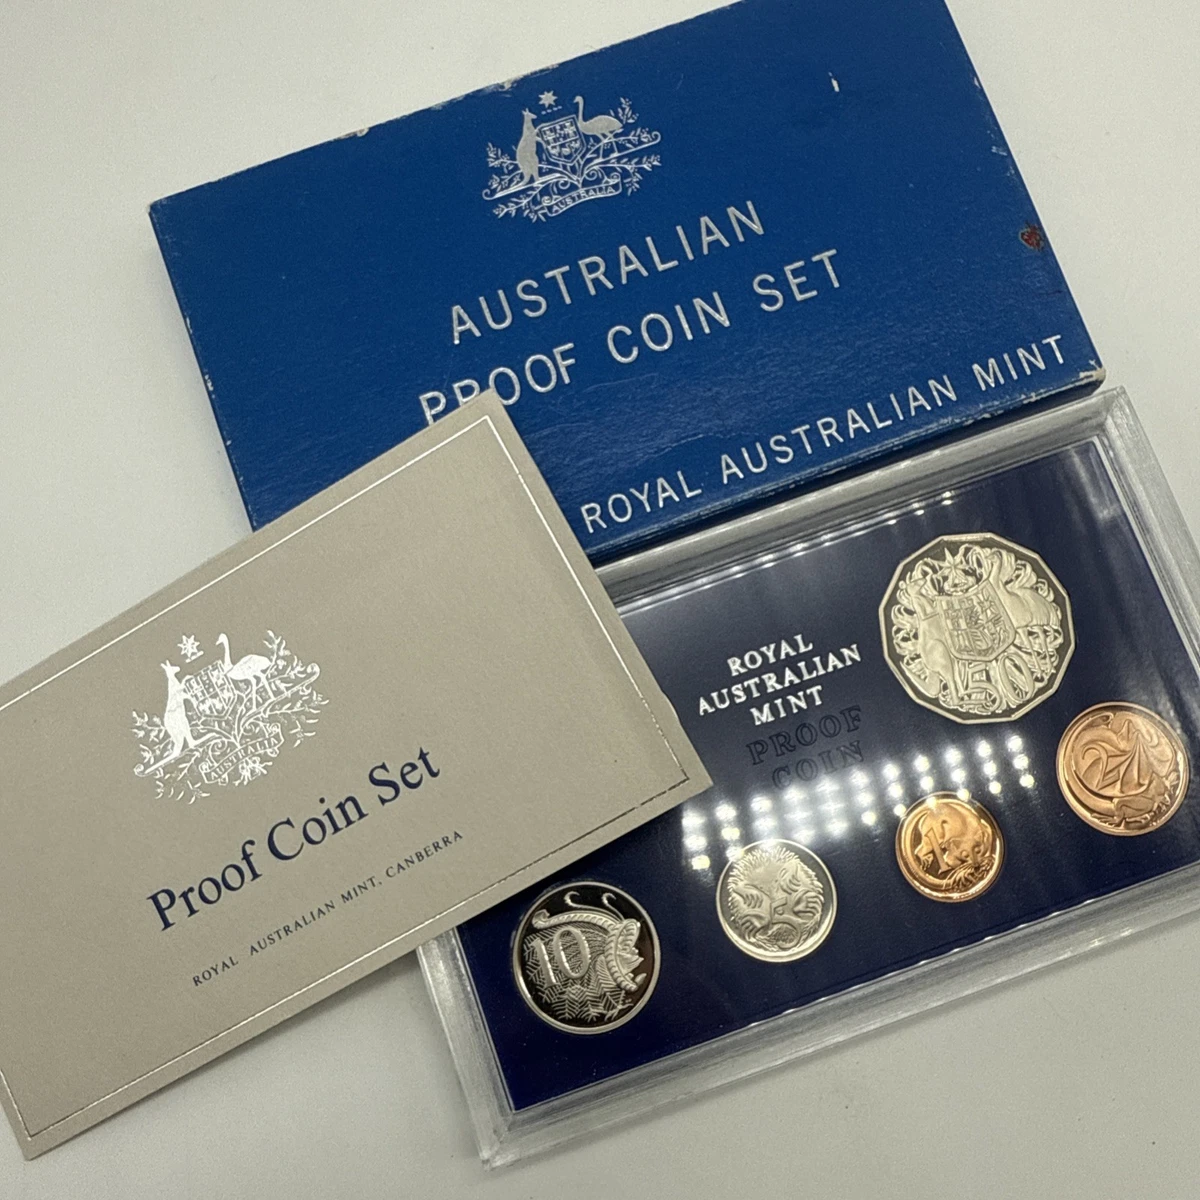 AUSTRALIA
AUSTRALIAN
PROOF COIN SET
ROYAL AUSTRALIAN MINT
AUSTRALIA
Proof Coin Set
ROYAL AUSTRALIAN MINT, CANBERRA
ROYAL
AUSTRALIAN
MINT
PROOF
COIN
50
2
1
5
10